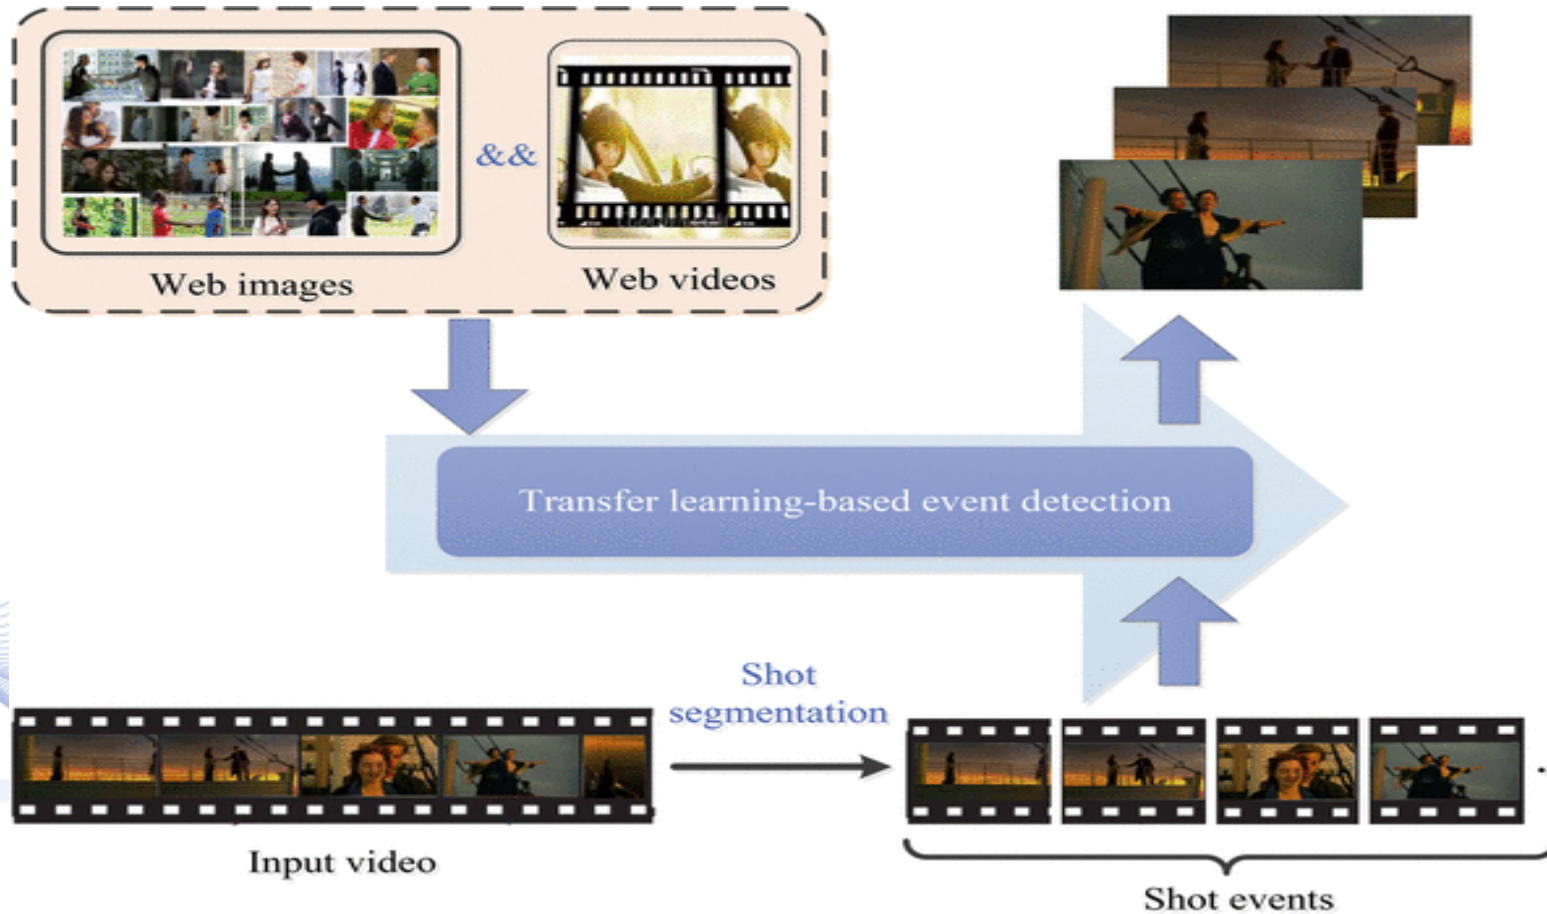 &&
Web images
Web videos
Transfer learning-based event detection
Shot
segmentation
Input video
Shot events